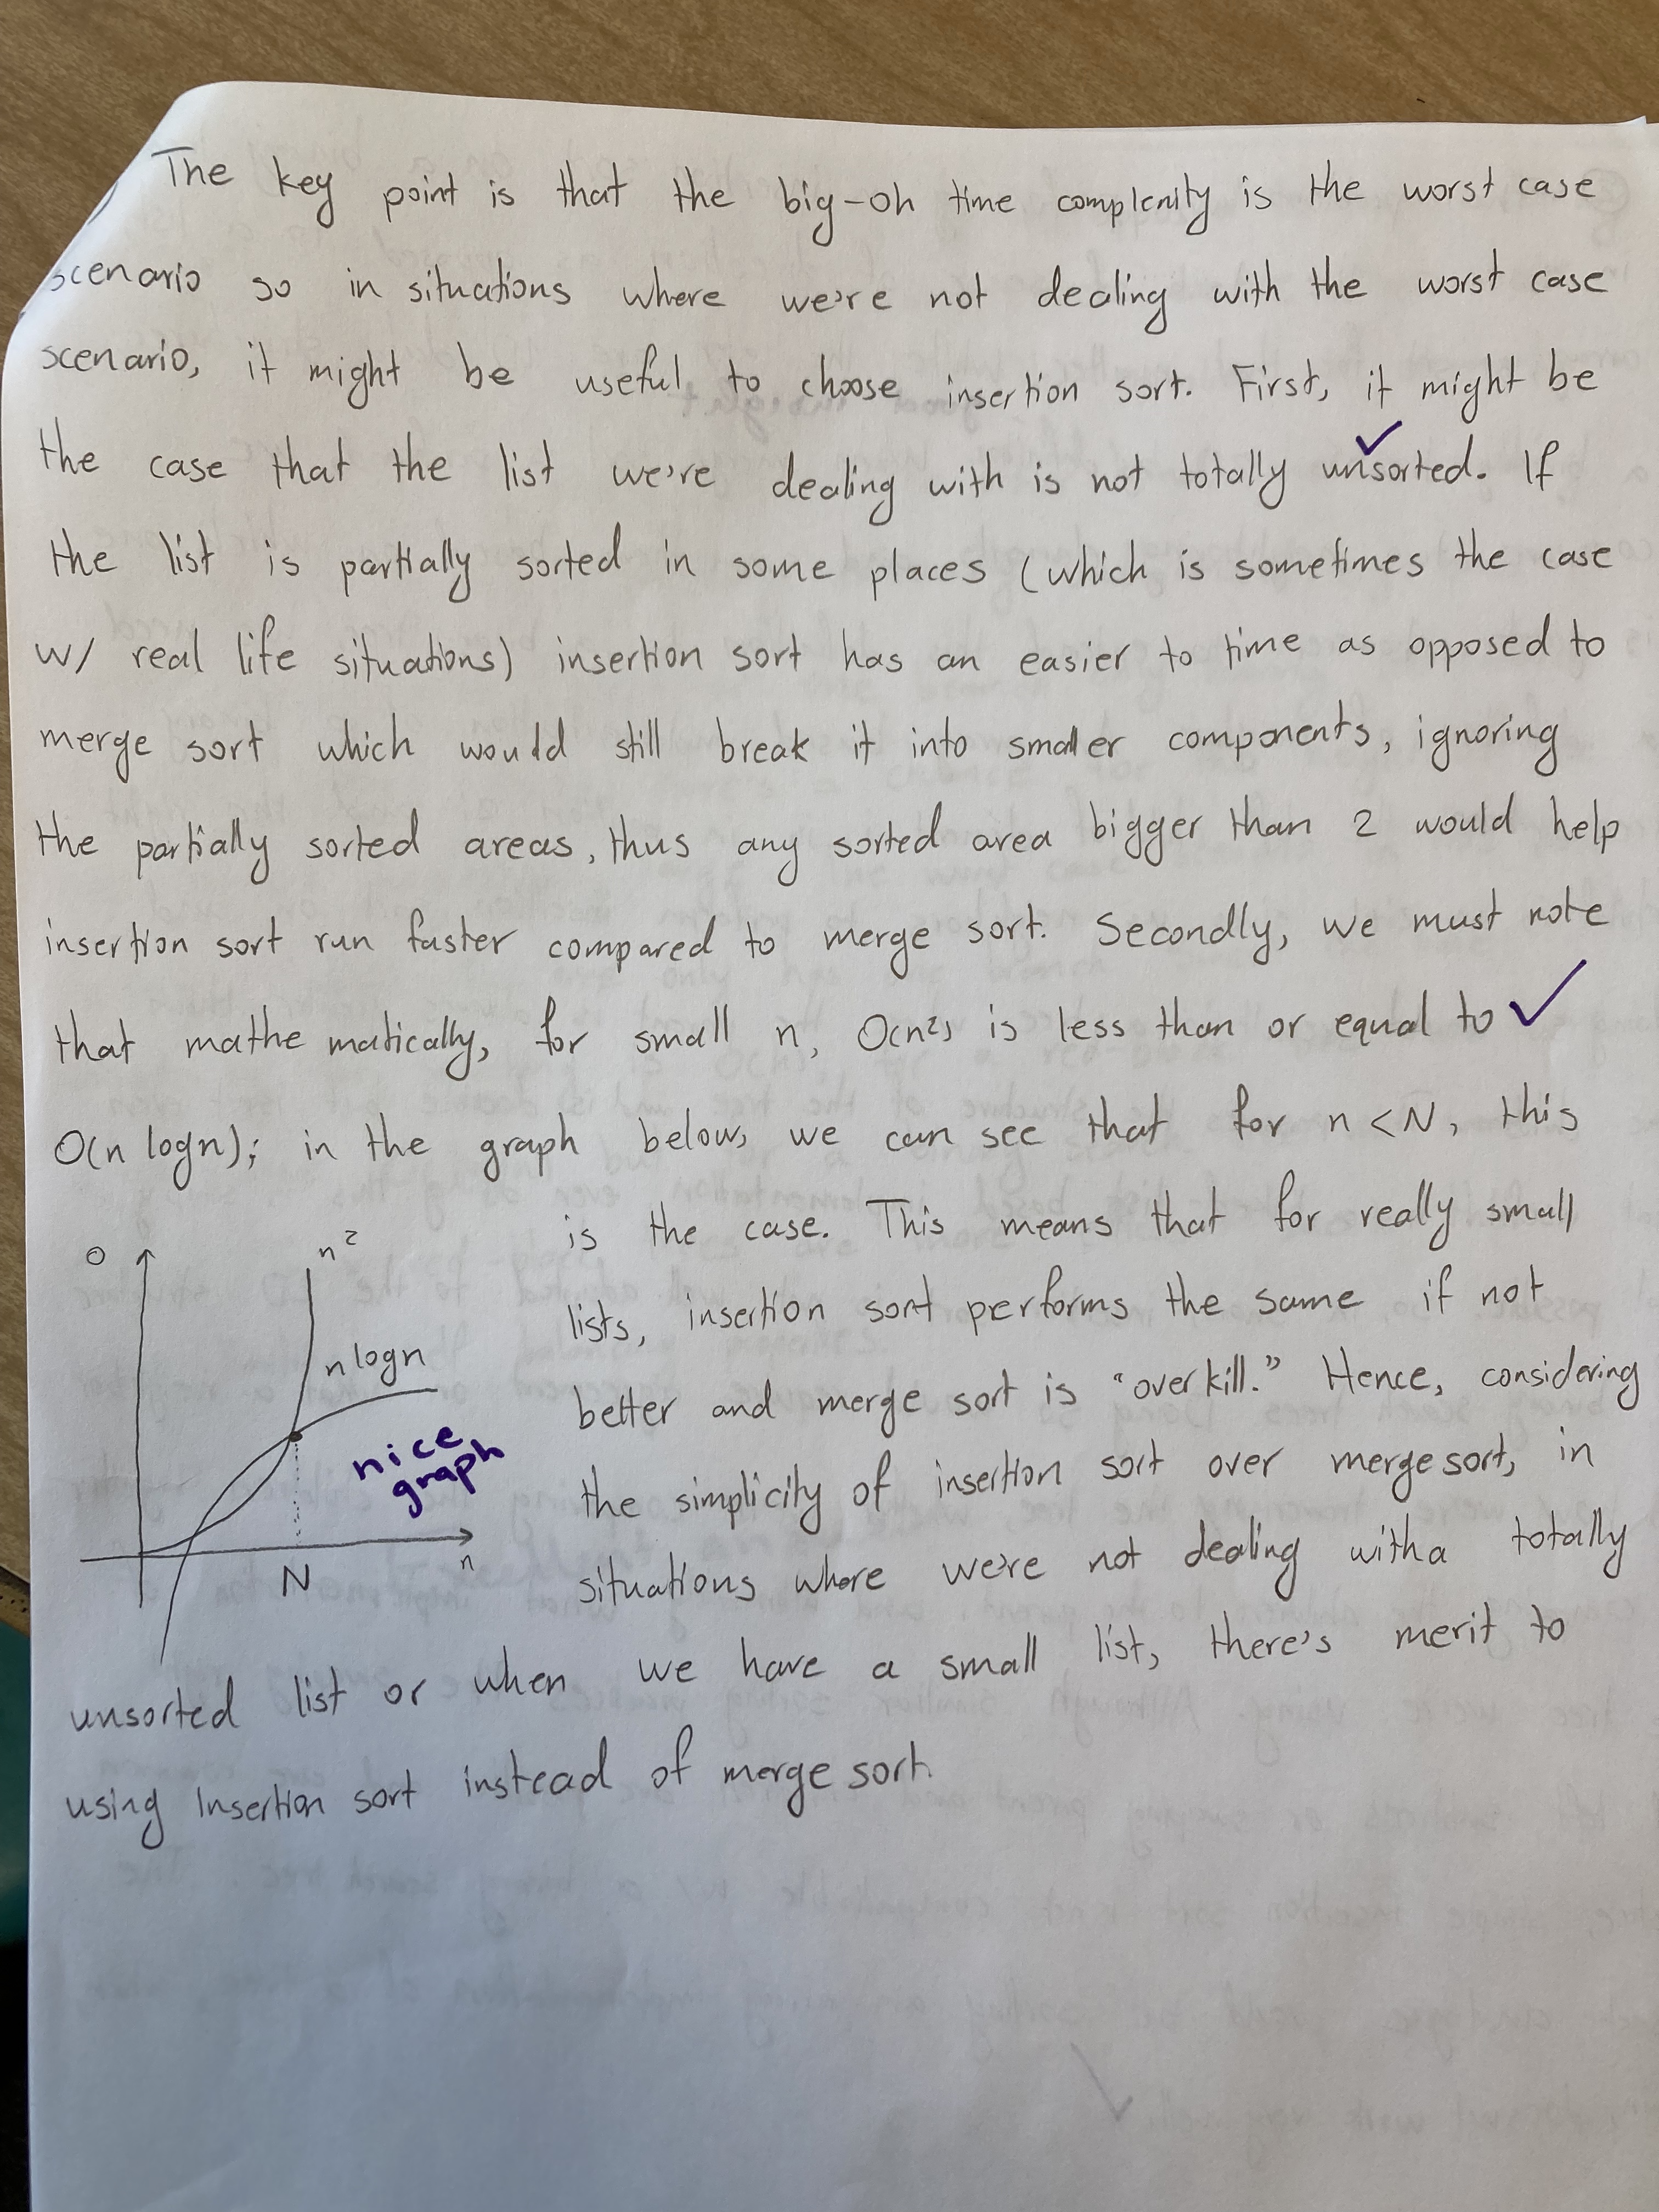 The key point is that the big-oh time complexity is the worst case
scenario so in situations where we're not dealing with the worst case
scenario, it might be useful to choose insertion sort. First, it might be
the case that the list we're dealing with is not totally unsorted. If
the list is partially sorted in some places (which is sometimes the case
w/ real life situations) insertion sort has an easier to time as opposed to
merge sort which would still break it into smaller components, ignoring
the partially sorted areas, thus any sorted area bigger than 2 would help
insertion sort run faster compared to merge sort. Secondly, we must note
that mathematically, for small n, O(n²) is less than or equal to
O(n logn); in the graph below, we can see that for n < N, this
is the case. This means that for really small
lists, insertion sort performs the same if not
better and merge sort is "overkill." Hence, considering
the simplicity of insertion sort over merge sort, in
situations where we're not dealing with a totally
unsorted list or when we have a small list, there's merit to
using Insertion sort instead of merge sort.
O
n²
n logn
nice
graph
N
n